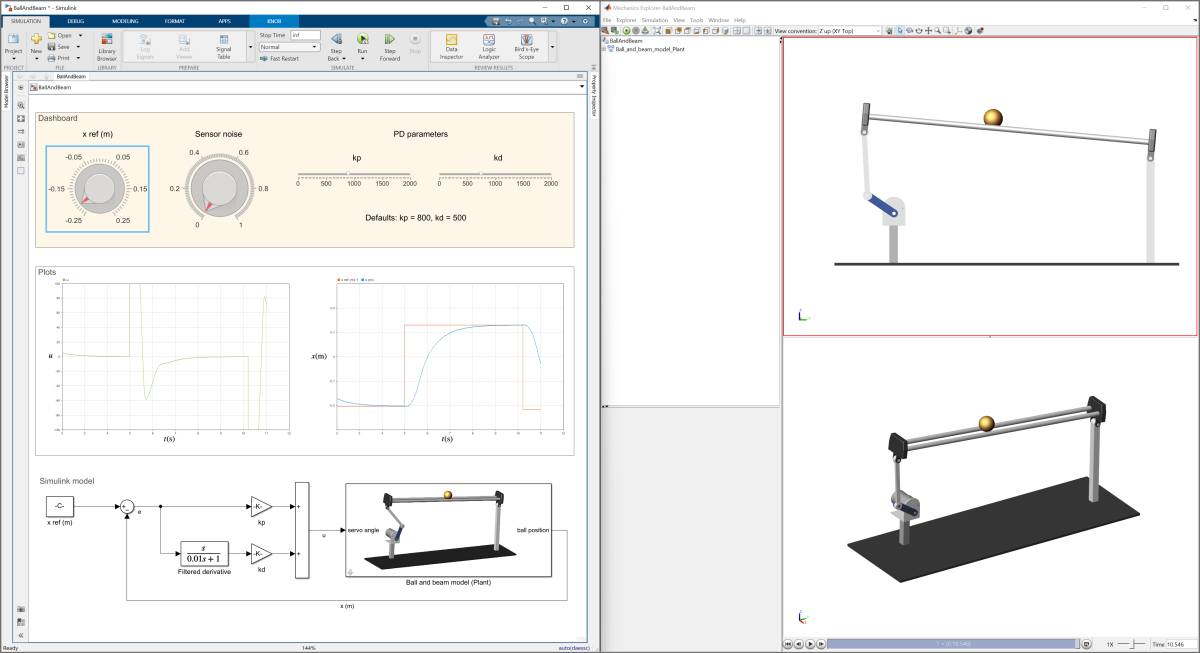 BallAndBeam * - Simulink
SIMULATION DEBUG MODELING FORMAT APPS KNOB
Project New Open Save Print Library Browser Log Signals Add Viewer Signal Table Stop Time inf Normal Fast Restart Step Back Run Step Forward Stop Data Inspector Logic Analyzer Bird's-Eye Scope
PROJECT FILE LIBRARY PREPARE SIMULATE REVIEW RESULTS
BallAndBeam
BallAndBeam
Model Browser
Property Inspector
Dashboard
x ref (m) Sensor noise PD parameters
-0.25 -0.15 -0.05 0.05 0.15 0.25
0 0.2 0.4 0.6 0.8 1
kp kd
0 500 1000 1500 2000 0 500 1000 1500 2000
Defaults: kp = 800, kd = 500
Plots
u
x(m)
t(s) t(s)
Simulink model
-C-
x ref (m)
e
-K-
kp
s
0.01s + 1
Filtered derivative
-K-
kd
u
servo angle
ball position
Ball and beam model (Plant)
x (m)
Ready 144% auto(daessc)
Mechanics Explorer-BallAndBeam
File Explorer Simulation View Tools Window Help
View convention: Z up (XY Top)
BallAndBeam
Ball_and_beam_model_Plant
1X Time 10.546